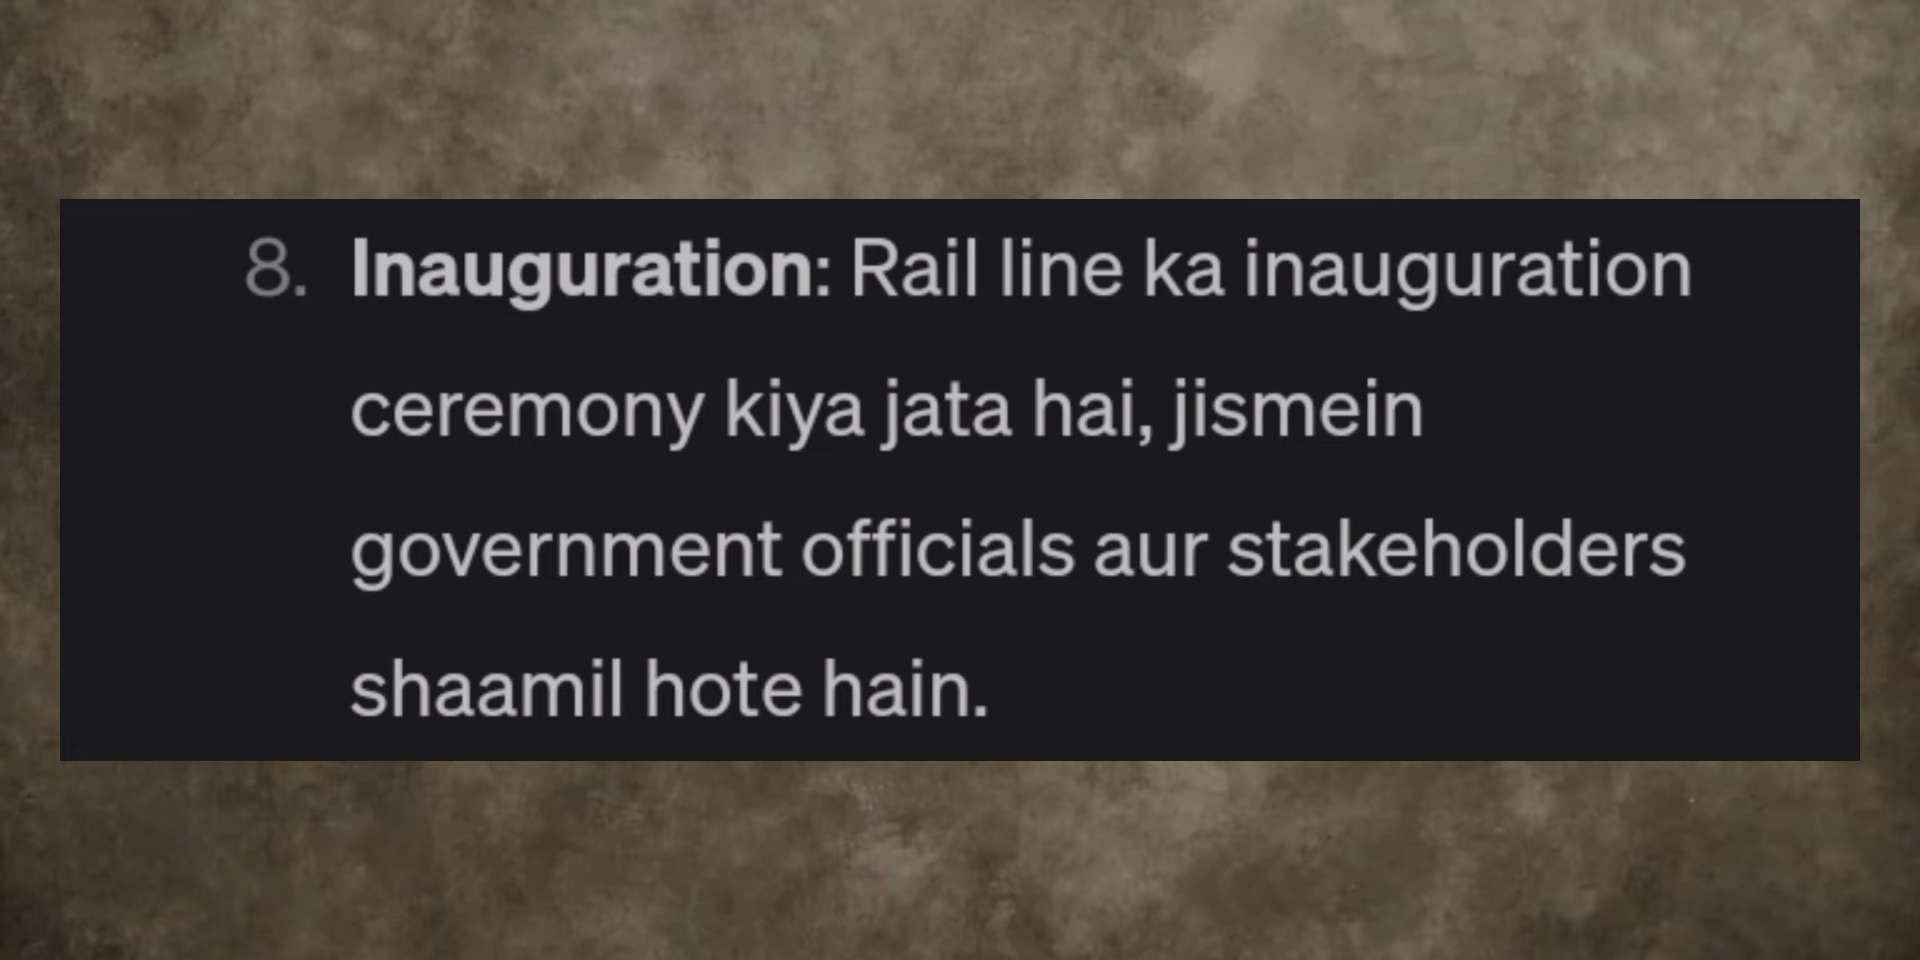 8. Inauguration: Rail line ka inauguration
ceremony kiya jata hai, jismein
government officials aur stakeholders
shaamil hote hain.